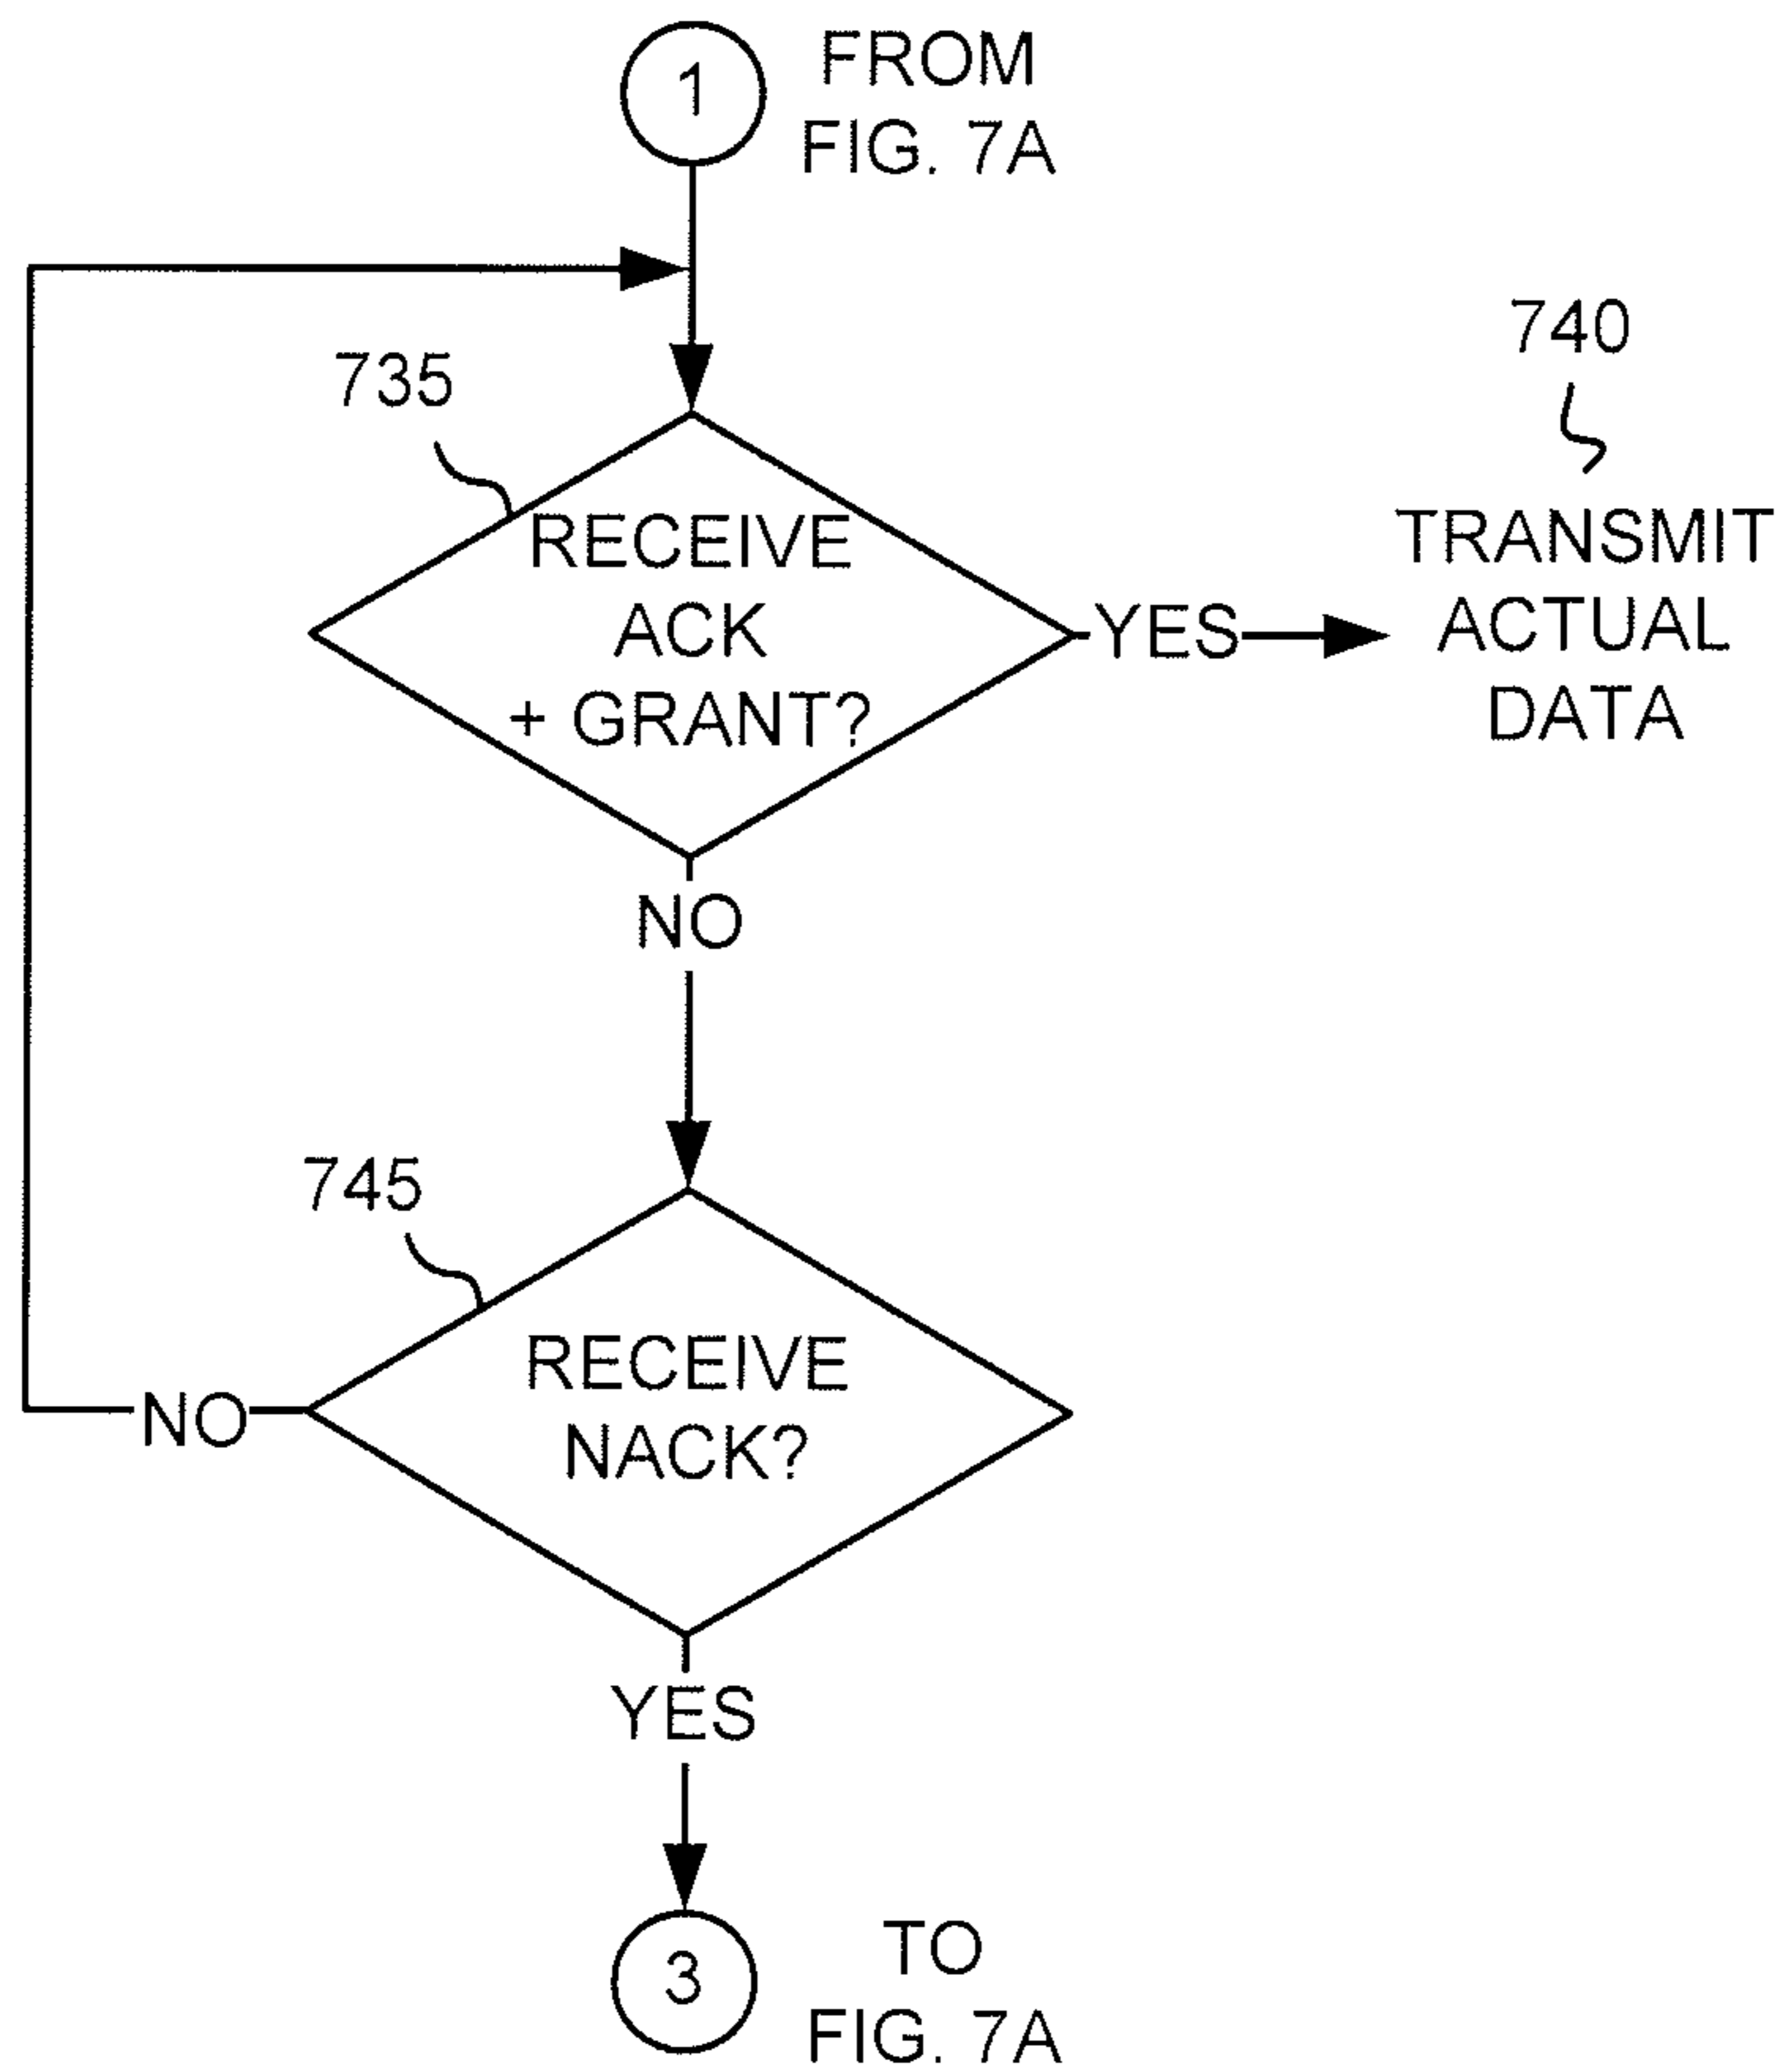 1
FROM
FIG. 7A
735
740
RECEIVE
ACK
+ GRANT?
YES
TRANSMIT
ACTUAL
DATA
NO
745
RECEIVE
NACK?
NO
YES
3
TO
FIG. 7A